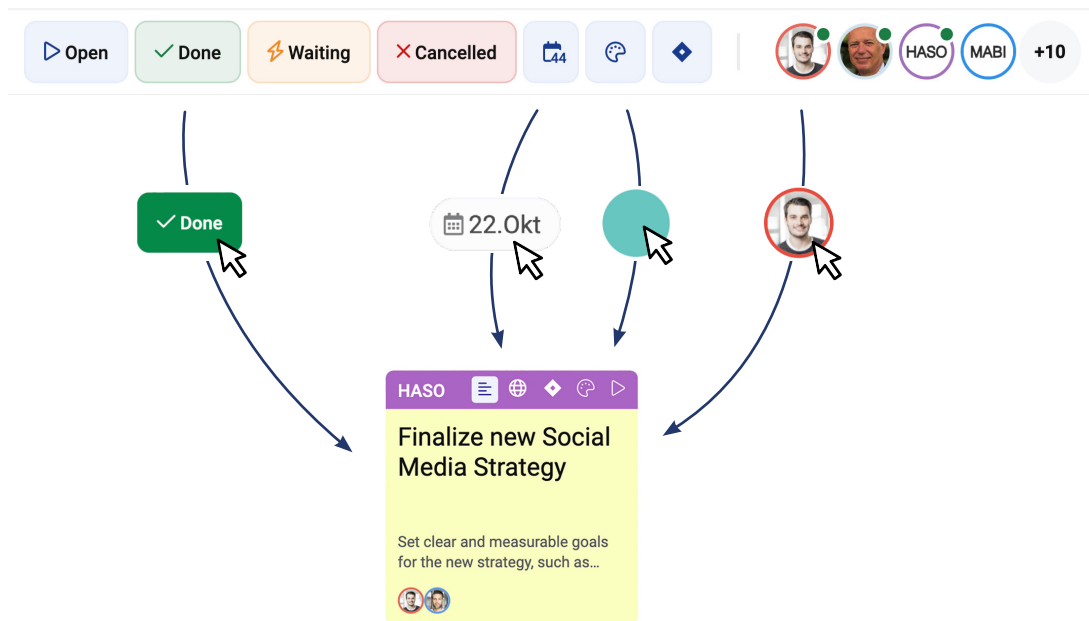 Open
Done
Waiting
Cancelled
44
HASO
MABI
+10
Done
22.Okt
HASO
Finalize new Social
Media Strategy
Set clear and measurable goals
for the new strategy, such as...